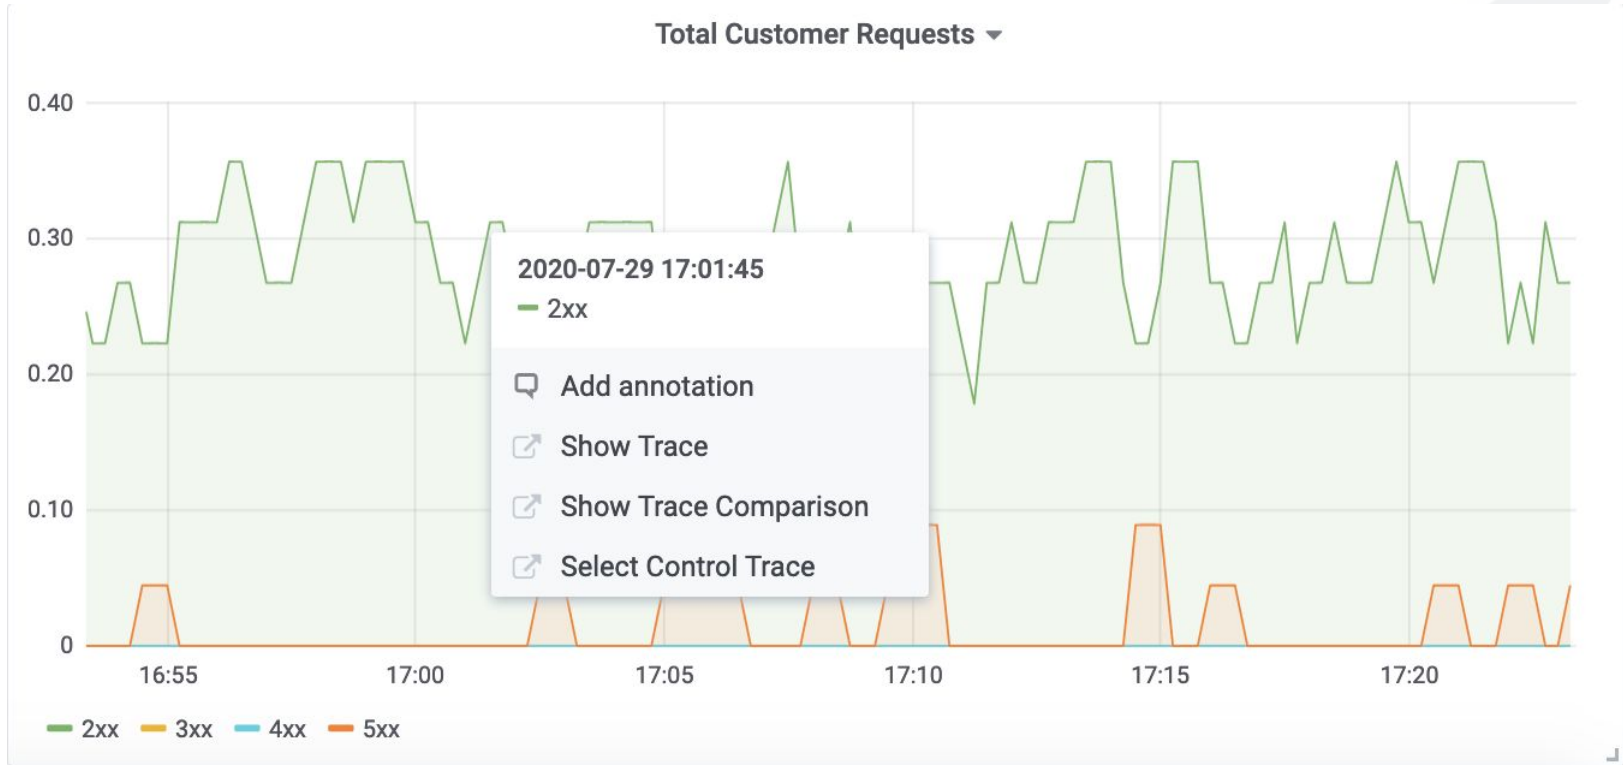 Total Customer Requests
0.40
0.30
0.20
0.10
0
2020-07-29 17:01:45
2xx
Add annotation
Show Trace
Show Trace Comparison
Select Control Trace
16:55 17:00 17:05 17:10 17:15 17:20
2xx 3xx 4xx 5xx